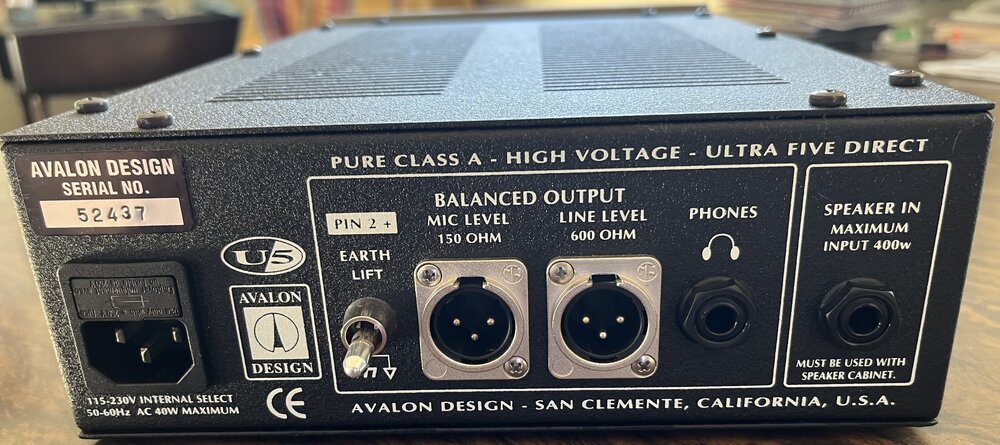 AVALON DESIGN
SERIAL NO.
52437
PURE CLASS A - HIGH VOLTAGE - ULTRA FIVE DIRECT
BALANCED OUTPUT
PIN 2 +
MIC LEVEL
150 OHM
LINE LEVEL
600 OHM
PHONES
SPEAKER IN
MAXIMUM
INPUT 400w
EARTH
LIFT
U5
AVALON
DESIGN
MUST BE USED WITH
SPEAKER CABINET.
115-230V INTERNAL SELECT
50-60Hz AC 40W MAXIMUM
CE
AVALON DESIGN - SAN CLEMENTE, CALIFORNIA, U.S.A.